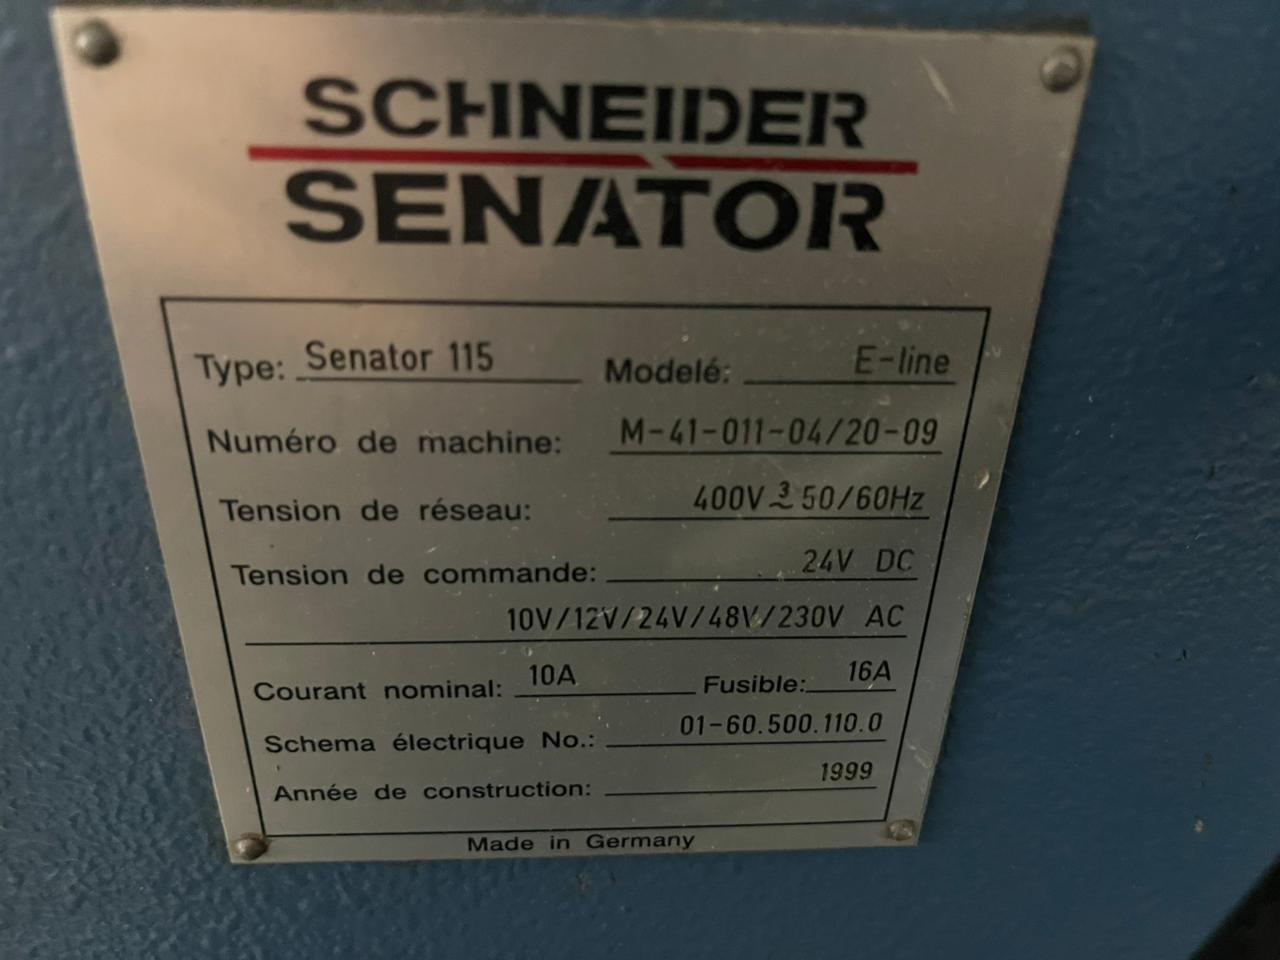 SCHNEIDER
SENATOR
Type: Senator 115 Modelé: E-line
Numéro de machine: M-41-011-04/20-09
Tension de réseau: 400V 3~ 50/60Hz
Tension de commande: 24V DC
10V/12V/24V/48V/230V AC
Courant nominal: 10A Fusible: 16A
Schema électrique No.: 01-60.500.110.0
Année de construction: 1999
Made in Germany